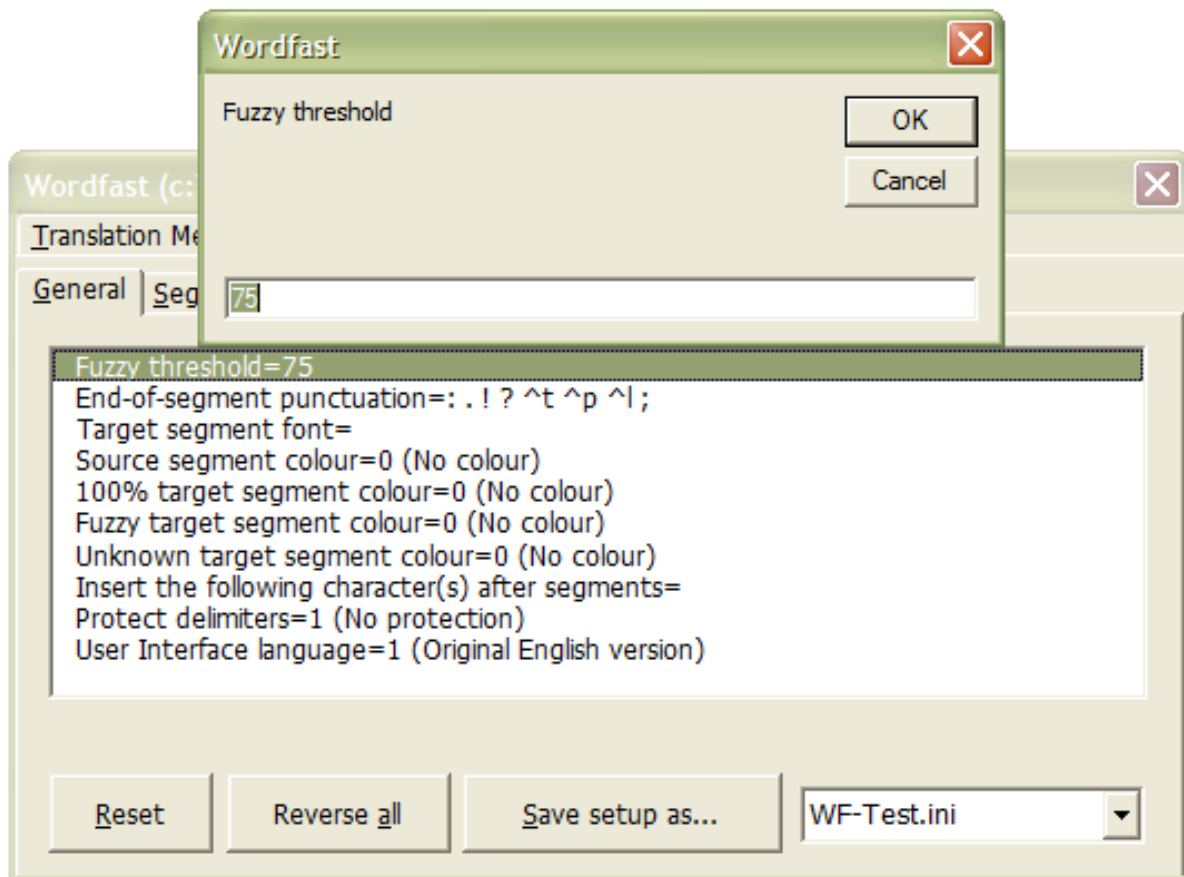 Wordfast
Fuzzy threshold
OK
Cancel
75
Wordfast (c:
Translation Me
General Seg
Fuzzy threshold=75
End-of-segment punctuation=: . ! ? ^t ^p ^l ;
Target segment font=
Source segment colour=0 (No colour)
100% target segment colour=0 (No colour)
Fuzzy target segment colour=0 (No colour)
Unknown target segment colour=0 (No colour)
Insert the following character(s) after segments=
Protect delimiters=1 (No protection)
User Interface language=1 (Original English version)
Reset Reverse all Save setup as... WF-Test.ini